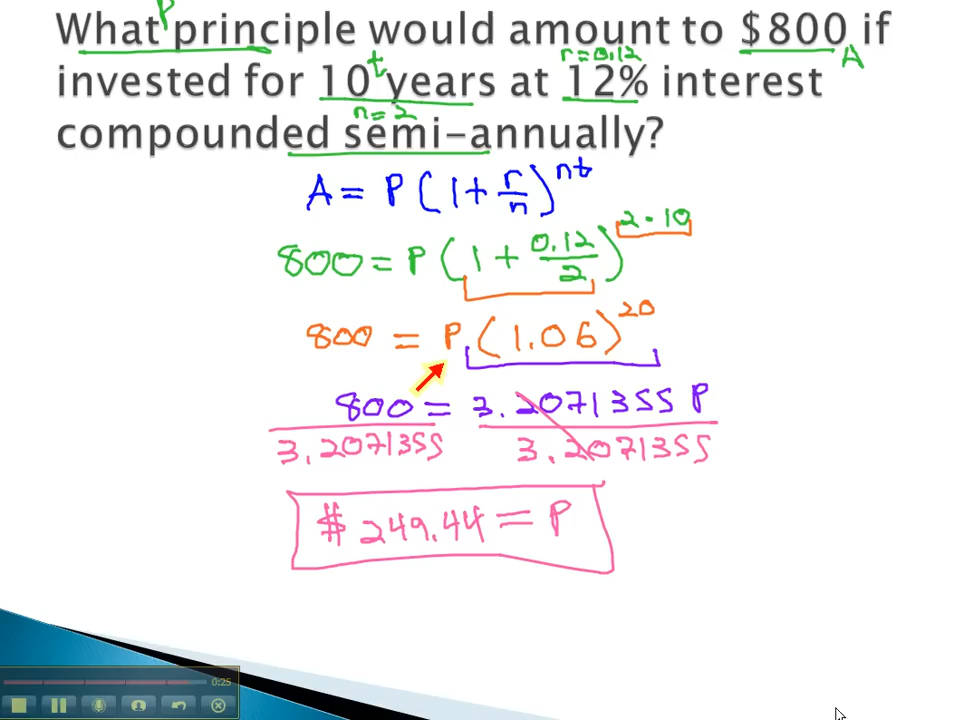 P
What principle would amount to $800 if
t r=0.12 A
invested for 10 years at 12% interest
n=2
compounded semi-annually?
A = P(1+r/n)^nt
800 = P(1+0.12/2)^2·10
800 = P(1.06)^20
800 = 3.2071355 P
3.2071355 3.2071355
$249.44 = P
0:25